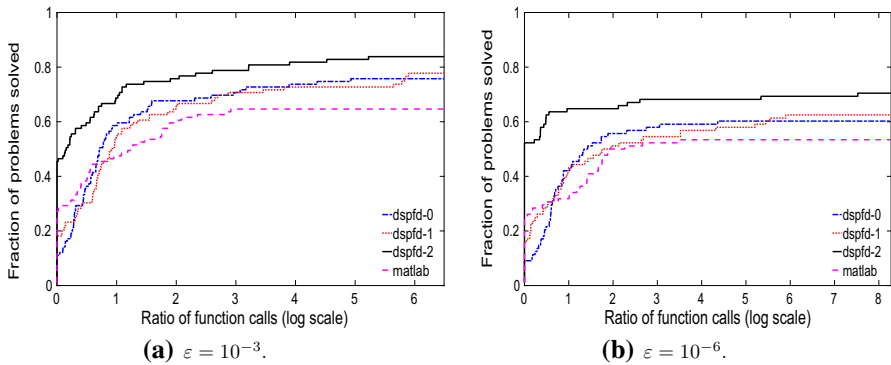 Fraction of problems solved
1
0.8
0.6
0.4
0.2
0
0 1 2 3 4 5 6
Ratio of function calls (log scale)
dspfd-0
dspfd-1
dspfd-2
matlab
(a) ε = 10⁻³.
Fraction of problems solved
1
0.8
0.6
0.4
0.2
0
0 1 2 3 4 5 6 7 8
Ratio of function calls (log scale)
dspfd-0
dspfd-1
dspfd-2
matlab
(b) ε = 10⁻⁶.